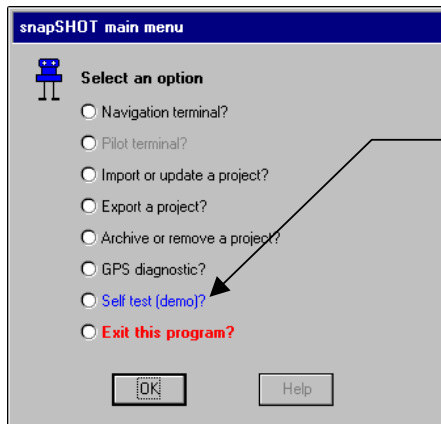 snapSHOT main menu
Select an option
Navigation terminal?
Pilot terminal?
Import or update a project?
Export a project?
Archive or remove a project?
GPS diagnostic?
Self test (demo)?
Exit this program?
OK Help